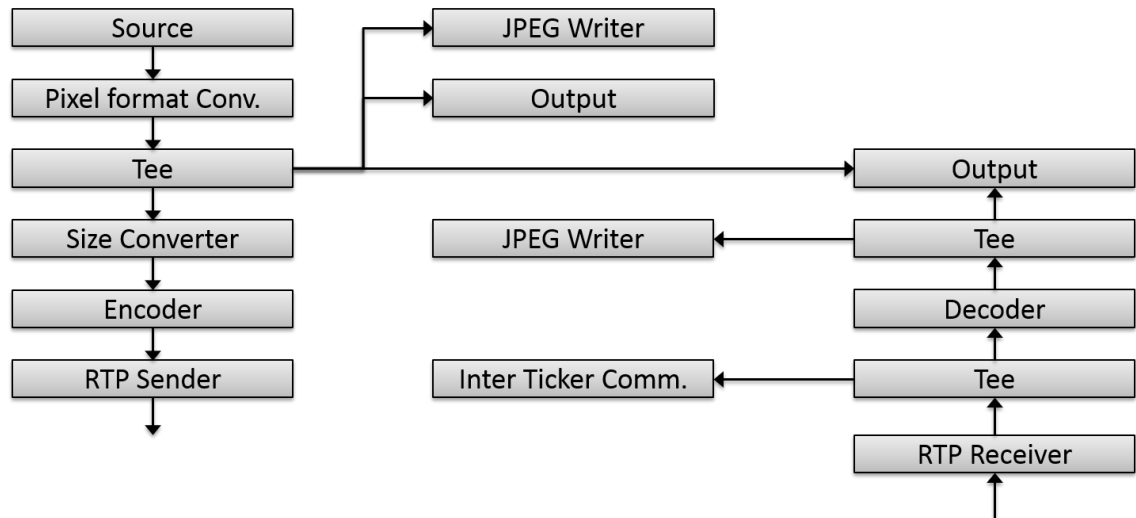 Source
Pixel format Conv.
Tee
Size Converter
Encoder
RTP Sender
JPEG Writer
Output
JPEG Writer
Inter Ticker Comm.
Output
Tee
Decoder
Tee
RTP Receiver